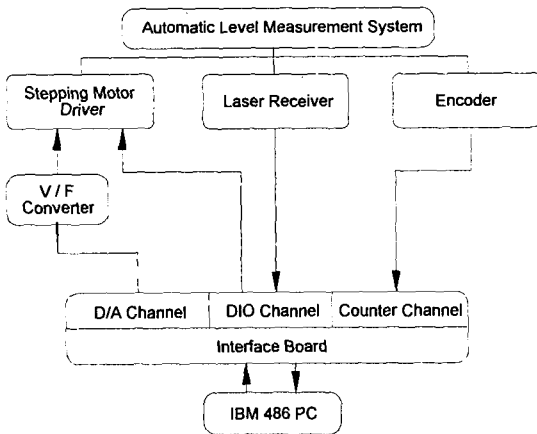 Automatic Level Measurement System
Stepping Motor
Driver
Laser Receiver
Encoder
V / F
Converter
D/A Channel
DIO Channel
Counter Channel
Interface Board
IBM 486 PC